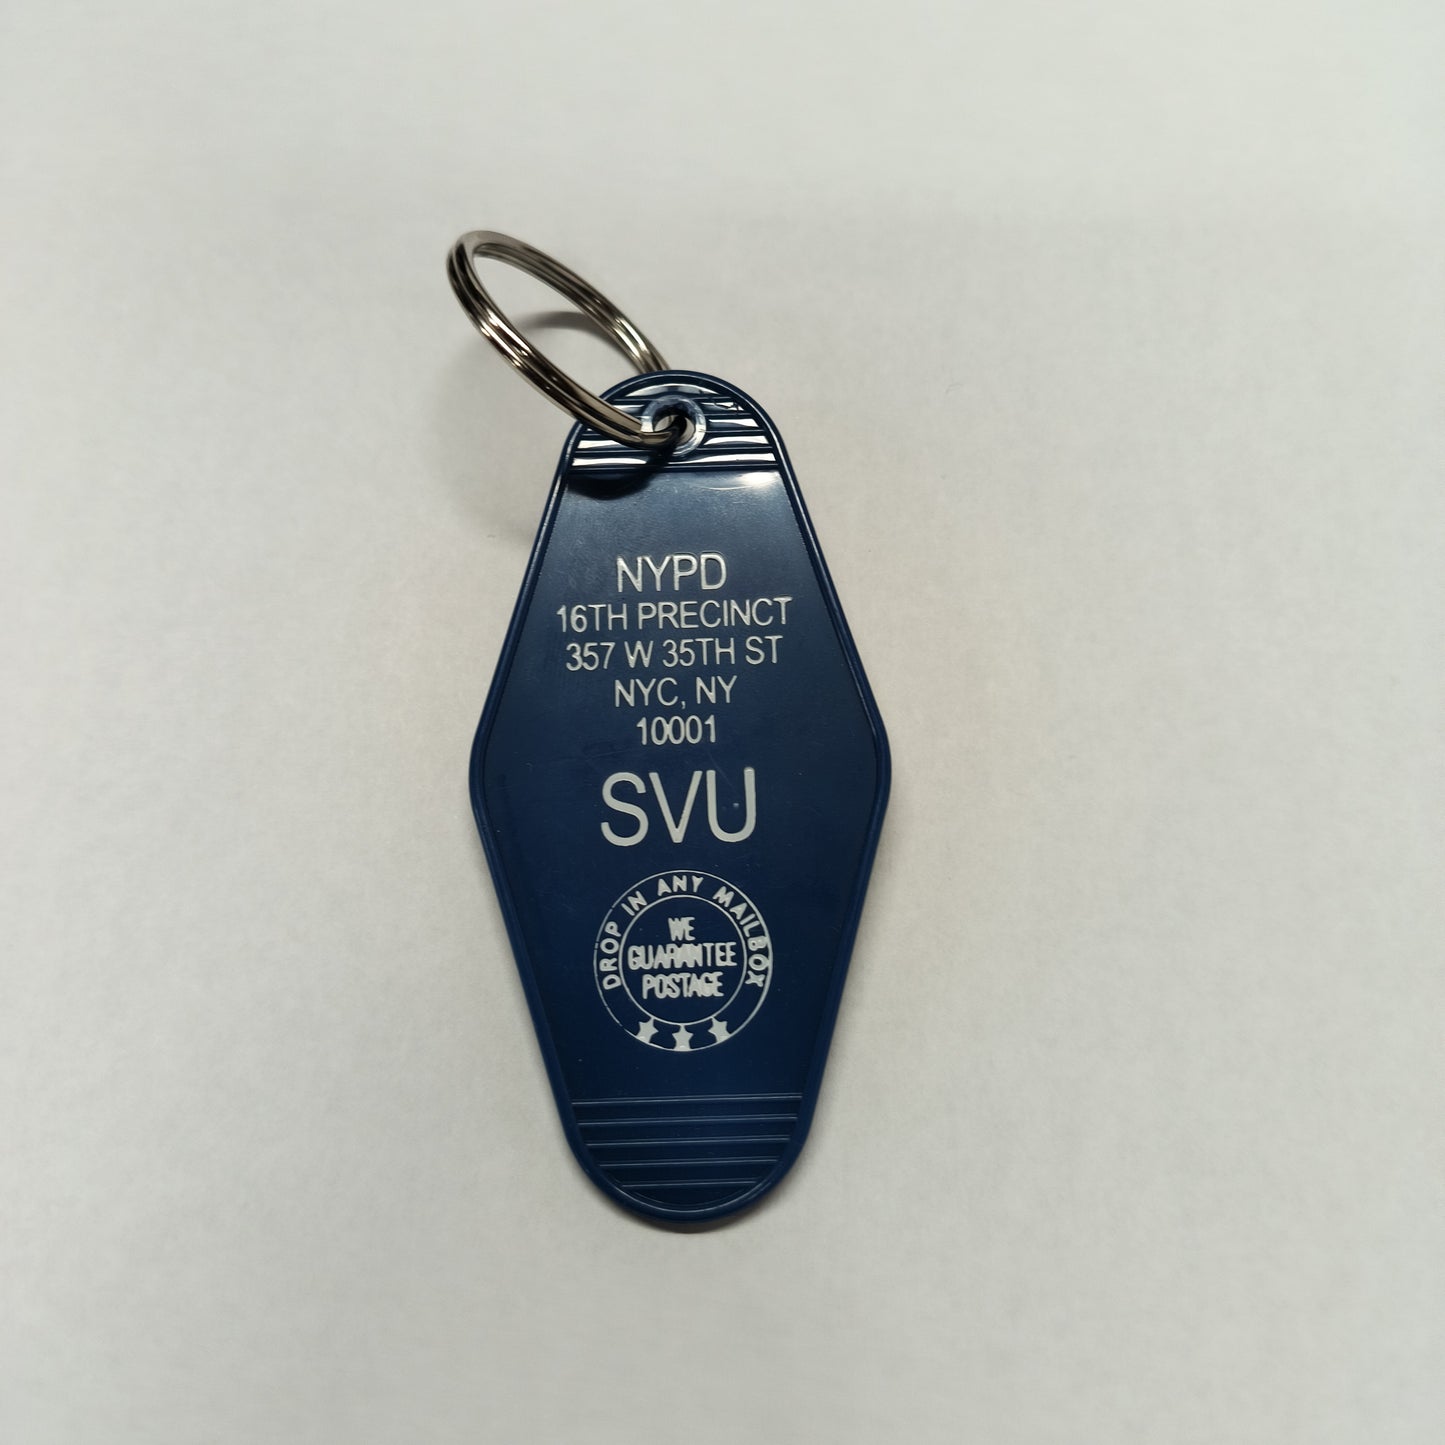 NYPD
16TH PRECINCT
357 W 35TH ST
NYC, NY
10001
SVU
DROP IN ANY MAILBOX
WE
GUARANTEE
POSTAGE